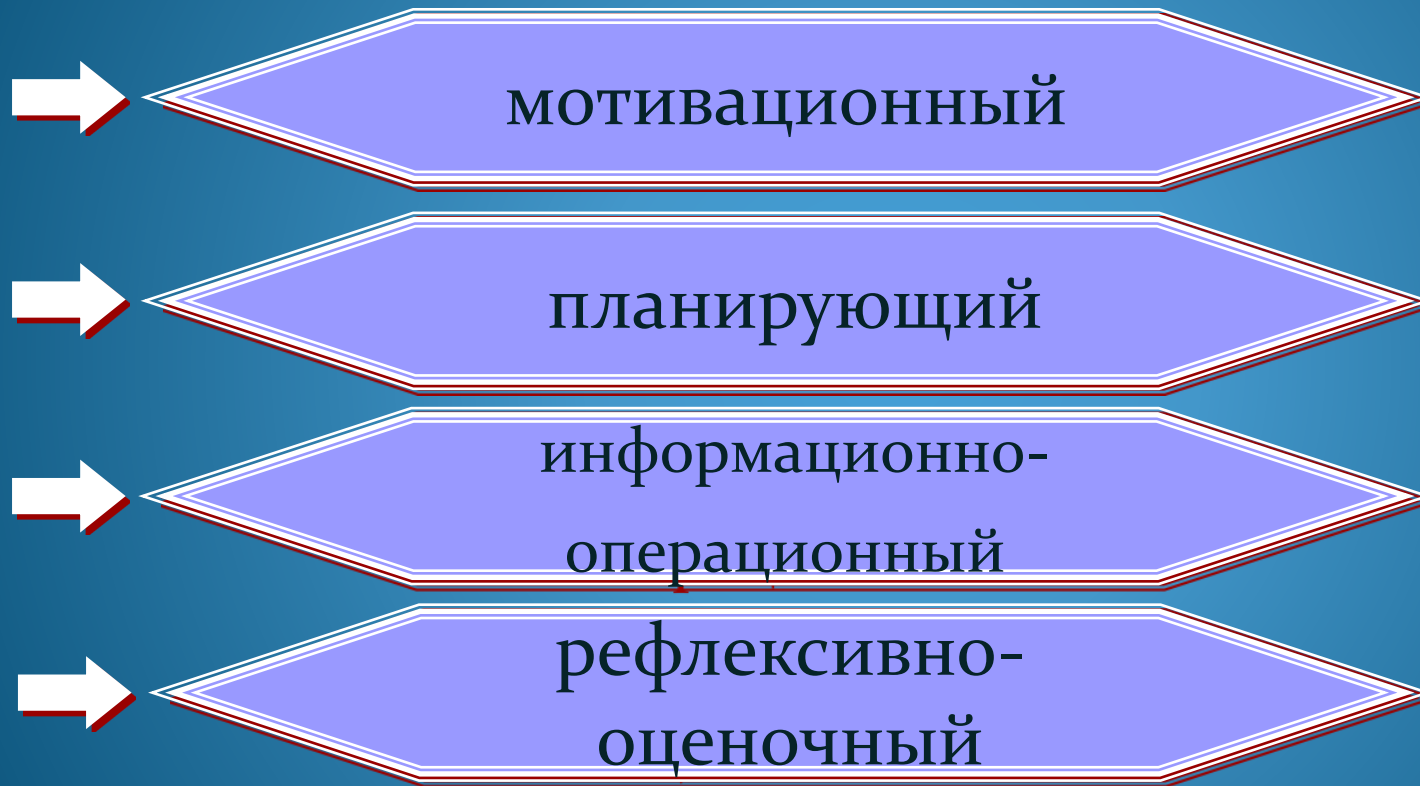 мотивационный
планирующий
информационно-
операционный
рефлексивно-
оценочный